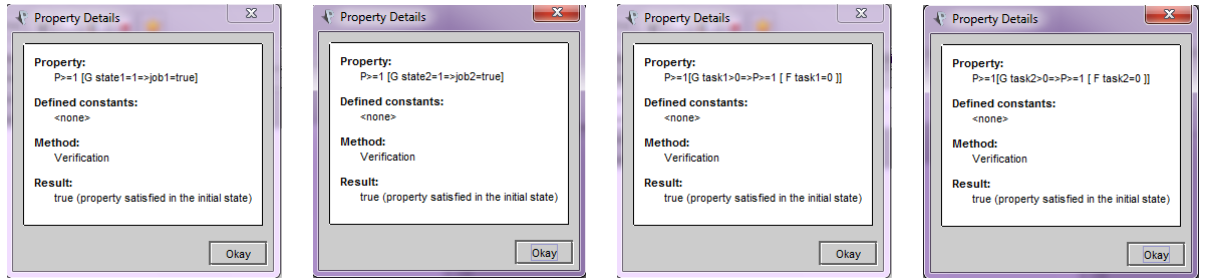 Property Details
Property:
P>=1 [G state1=1=>job1=true]
Defined constants:
<none>
Method:
Verification
Result:
true (property satisfied in the initial state)
Okay
Property Details
Property:
P>=1 [G state2=1=>job2=true]
Defined constants:
<none>
Method:
Verification
Result:
true (property satisfied in the initial state)
Okay
Property Details
Property:
P>=1[G task1>0=>P>=1 [ F task1=0 ]]
Defined constants:
<none>
Method:
Verification
Result:
true (property satisfied in the initial state)
Okay
Property Details
Property:
P>=1[G task2>0=>P>=1 [ F task2=0 ]]
Defined constants:
<none>
Method:
Verification
Result:
true (property satisfied in the initial state)
Okay